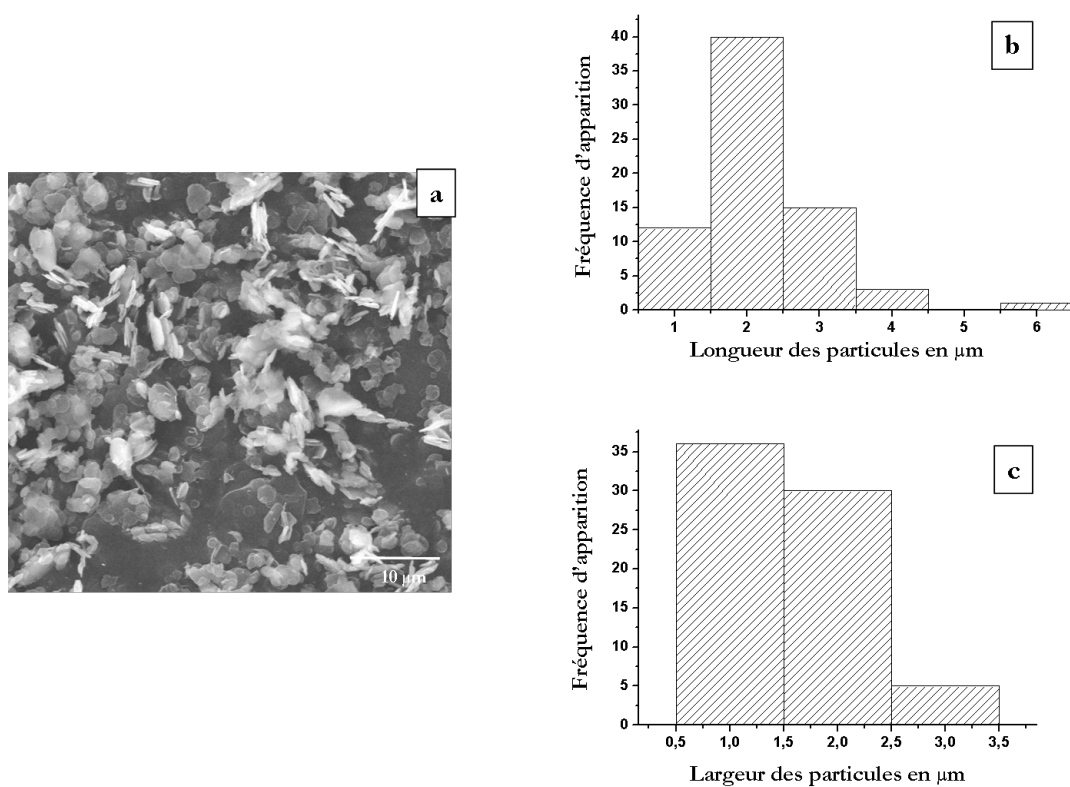 a
10 µm
b
Fréquence d'apparition
40
35
30
25
20
15
10
5
0
1 2 3 4 5 6
Longueur des particules en µm
c
Fréquence d'apparition
35
30
25
20
15
10
5
0
0,5 1,0 1,5 2,0 2,5 3,0 3,5
Largeur des particules en µm